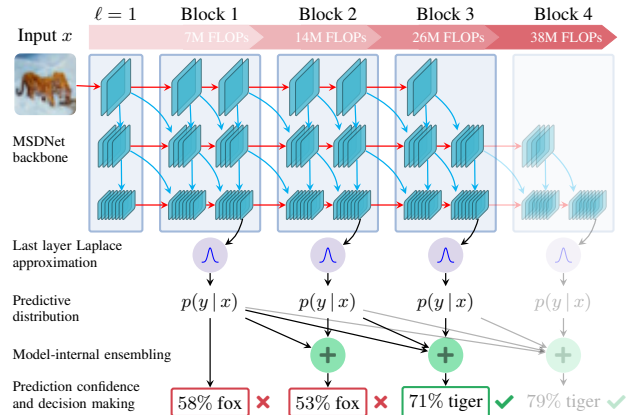 ℓ = 1 Block 1 Block 2 Block 3 Block 4
Input x 7M FLOPs 14M FLOPs 26M FLOPs 38M FLOPs
MSDNet
backbone
Last layer Laplace
approximation
Predictive
distribution
p(y | x) p(y | x) p(y | x) p(y | x)
Model-internal ensembling
+ + +
Prediction confidence
and decision making
58% fox ✗ 53% fox ✗ 71% tiger ✓ 79% tiger ✓